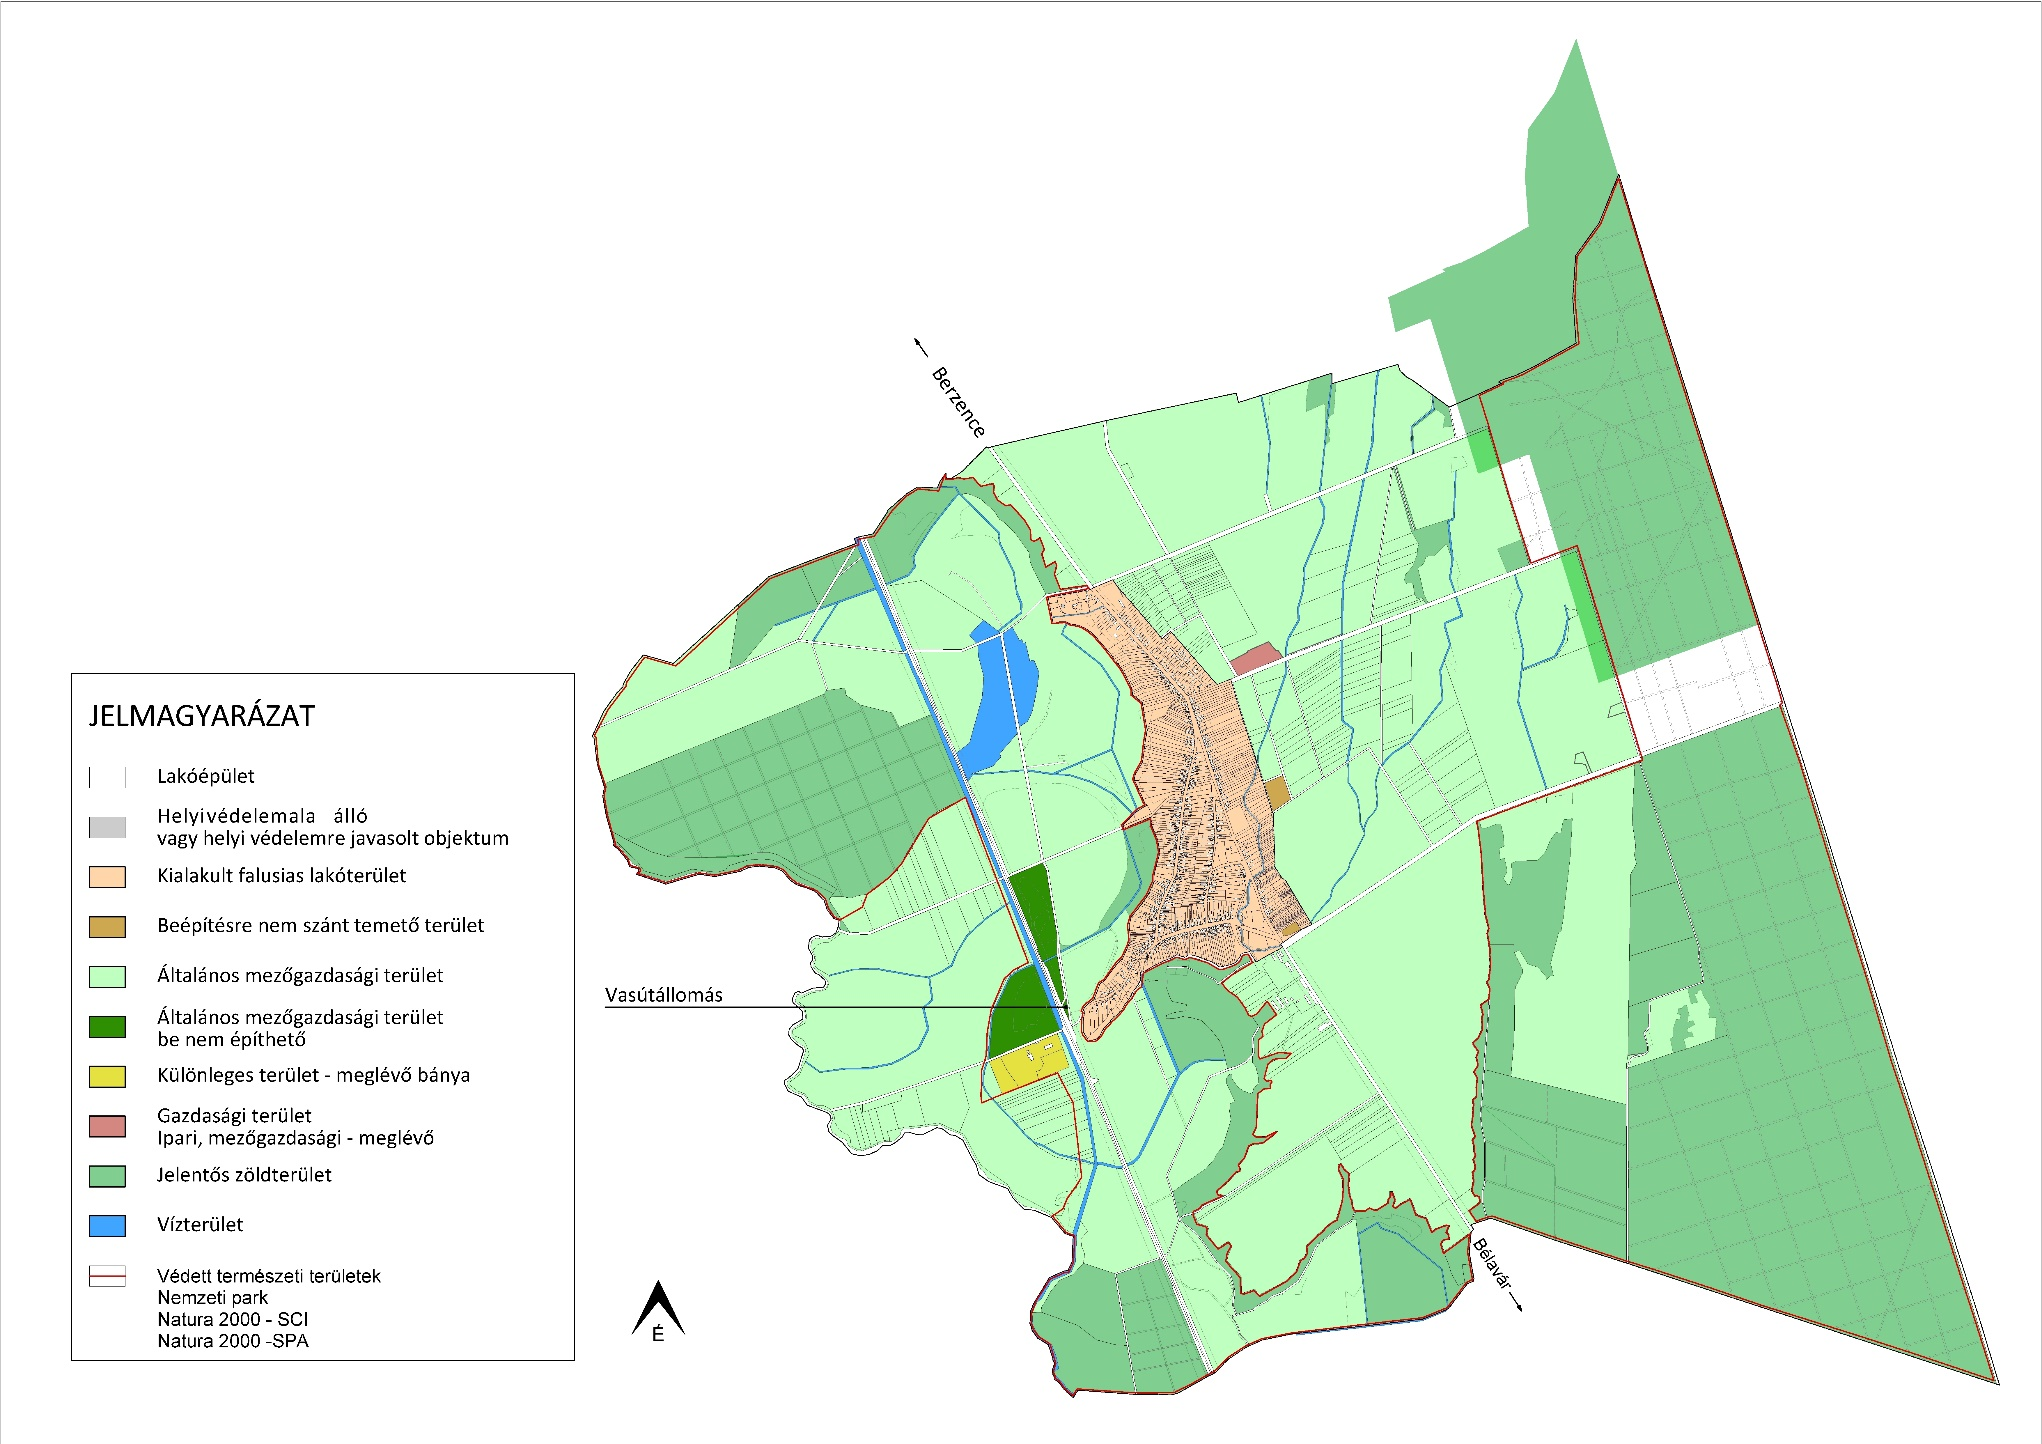 Berzence
JELMAGYARÁZAT
Lakóépület
Helyivédelemala álló
vagy helyi védelemre javasolt objektum
Kialakult falusias lakóterület
Beépítésre nem szánt temető terület
Általános mezőgazdasági terület
Általános mezőgazdasági terület
be nem építhető
Különleges terület - meglévő bánya
Gazdasági terület
Ipari, mezőgazdasági - meglévő
Jelentős zöldterület
Vízterület
Védett természeti területek
Nemzeti park
Natura 2000 - SCI
Natura 2000 -SPA
Vasútállomás
Bélavár
É